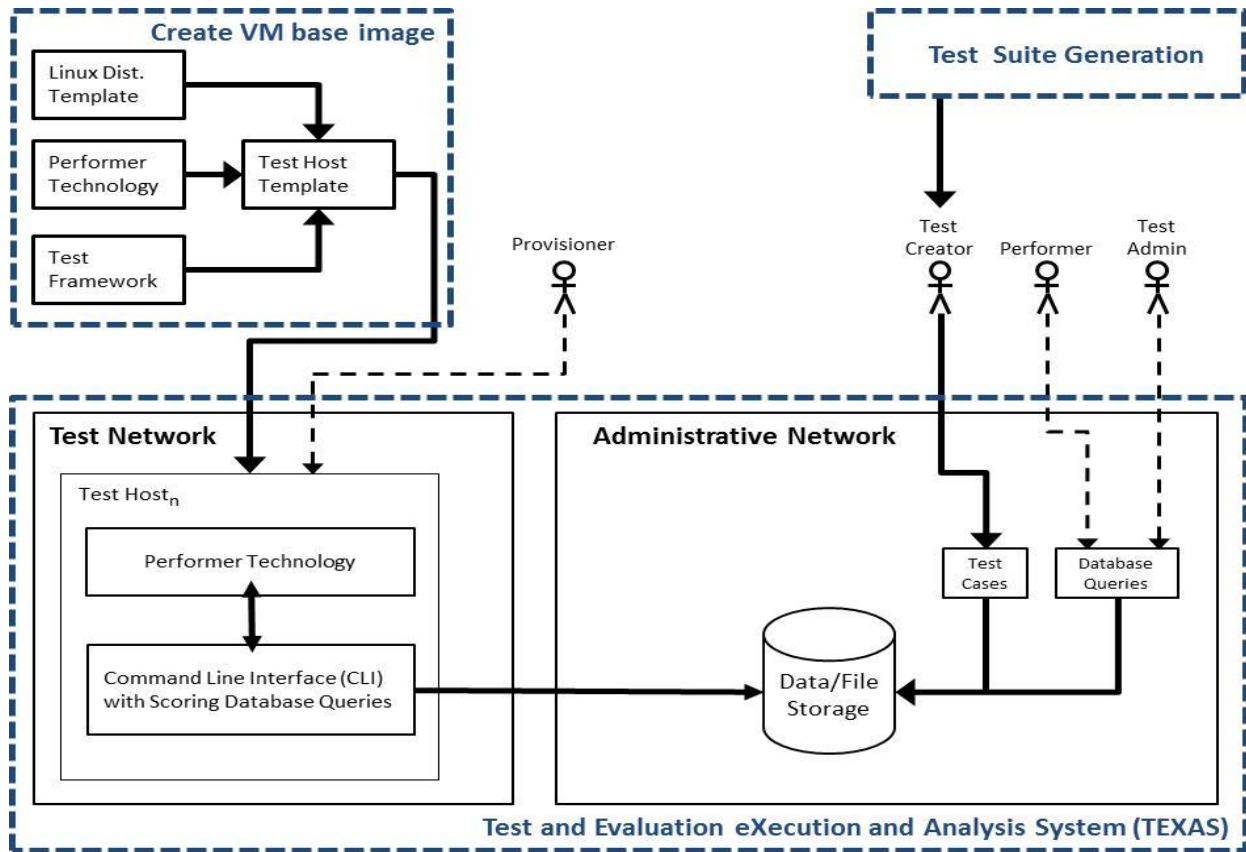 Create VM base image
Linux Dist.
Template
Performer
Technology
Test
Framework
Test Host
Template
Test Suite Generation
Provisioner
Test
Creator
Performer
Test
Admin
Test Network
Test Hostn
Performer Technology
Command Line Interface (CLI)
with Scoring Database Queries
Administrative Network
Test
Cases
Database
Queries
Data/File
Storage
Test and Evaluation eXecution and Analysis System (TEXAS)